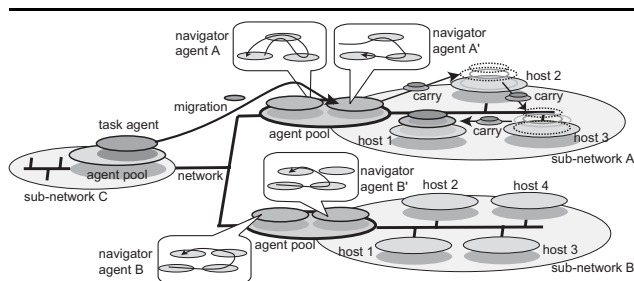 navigator
agent A
navigator
agent A'
migration
task agent
agent pool
carry
host 2
carry
carry
host 1
host 3
sub-network A
agent pool
network
sub-network C
navigator
agent B'
host 2
host 4
agent pool
host 1
host 3
navigator
agent B
sub-network B